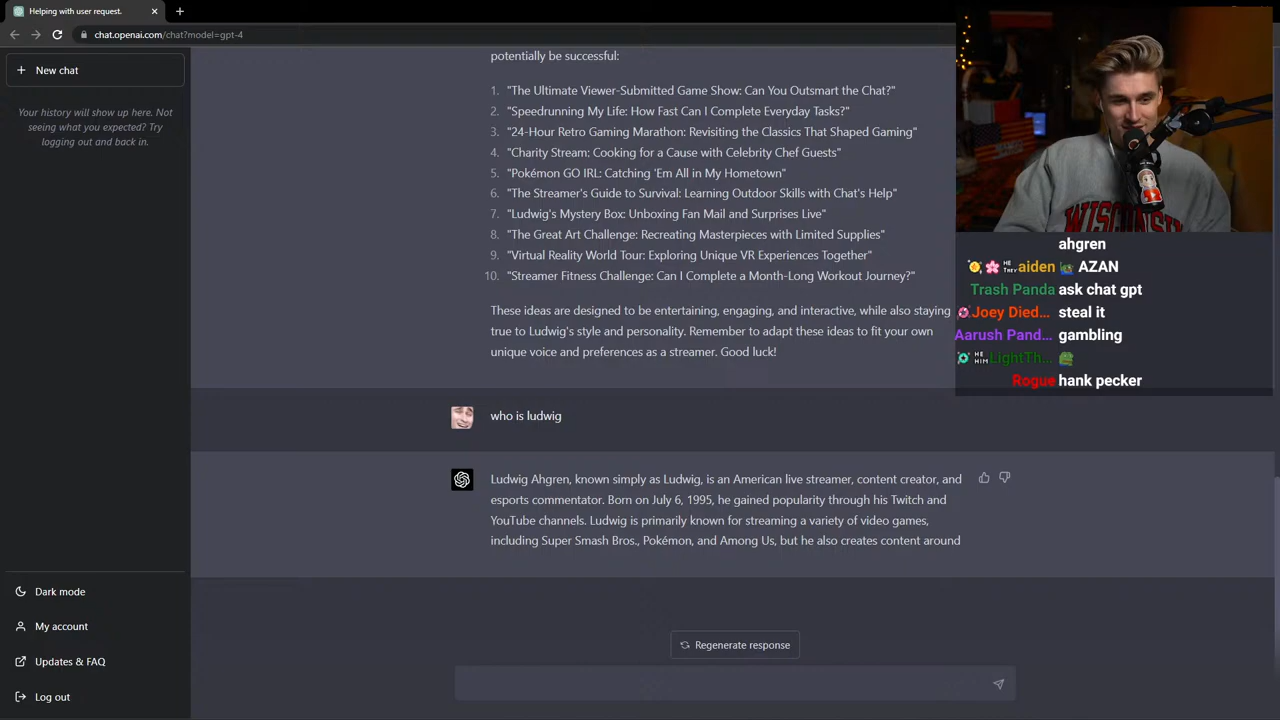 Helping with user request.
chat.openai.com/chat?model=gpt-4
New chat
Your history will show up here. Not
seeing what you expected? Try
logging out and back in.
Dark mode
My account
Updates & FAQ
Log out
potentially be successful:
1. "The Ultimate Viewer-Submitted Game Show: Can You Outsmart the Chat?"
2. "Speedrunning My Life: How Fast Can I Complete Everyday Tasks?"
3. "24-Hour Retro Gaming Marathon: Revisiting the Classics That Shaped Gaming"
4. "Charity Stream: Cooking for a Cause with Celebrity Chef Guests"
5. "Pokémon GO IRL: Catching 'Em All in My Hometown"
6. "The Streamer's Guide to Survival: Learning Outdoor Skills with Chat's Help"
7. "Ludwig's Mystery Box: Unboxing Fan Mail and Surprises Live"
8. "The Great Art Challenge: Recreating Masterpieces with Limited Supplies"
9. "Virtual Reality World Tour: Exploring Unique VR Experiences Together"
10. "Streamer Fitness Challenge: Can I Complete a Month-Long Workout Journey?"
These ideas are designed to be entertaining, engaging, and interactive, while also staying
true to Ludwig's style and personality. Remember to adapt these ideas to fit your own
unique voice and preferences as a streamer. Good luck!
who is ludwig
Ludwig Ahgren, known simply as Ludwig, is an American live streamer, content creator, and
esports commentator. Born on July 6, 1995, he gained popularity through his Twitch and
YouTube channels. Ludwig is primarily known for streaming a variety of video games,
including Super Smash Bros., Pokémon, and Among Us, but he also creates content around
Regenerate response
WISCONSIN
ahgren
HE THEY aiden AZAN
Trash Panda ask chat gpt
Joey Died... steal it
Aarush Pand... gambling
HE HIM LightTh...
Rogue hank pecker